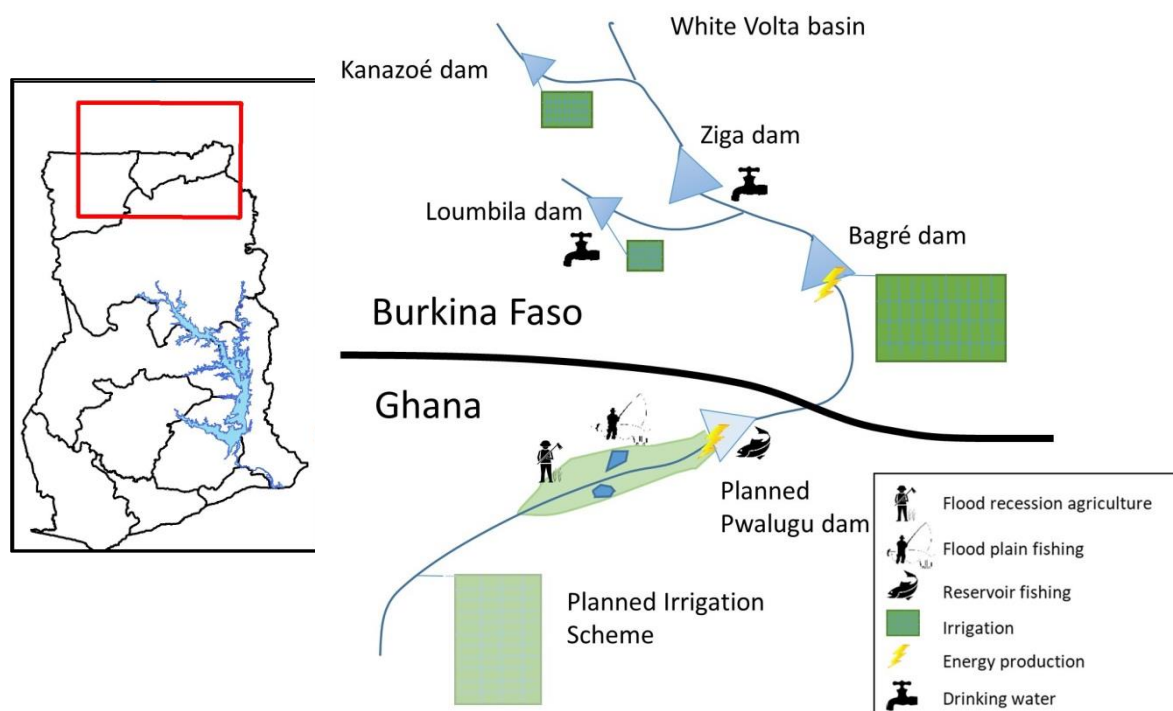 White Volta basin
Kanazoé dam
Ziga dam
Loumbila dam
Bagré dam
Burkina Faso
Ghana
Planned
Pwalugu dam
Planned Irrigation
Scheme
Flood recession agriculture
Flood plain fishing
Reservoir fishing
Irrigation
Energy production
Drinking water